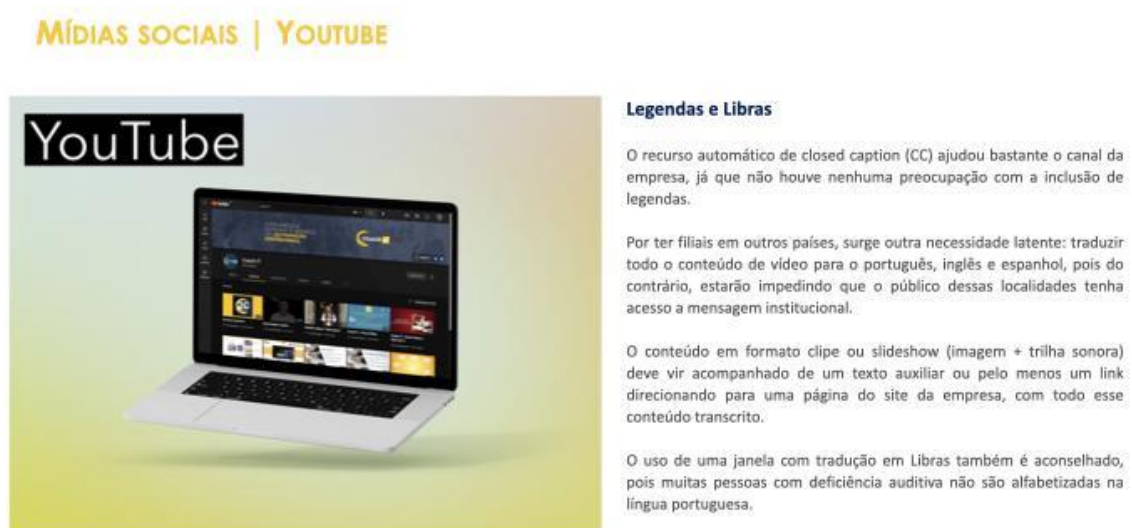 MÍDIAS SOCIAIS | YOUTUBE
YouTube
Legendas e Libras
O recurso automático de closed caption (CC) ajudou bastante o canal da
empresa, já que não houve nenhuma preocupação com a inclusão de
legendas.
Por ter filiais em outros países, surge outra necessidade latente: traduzir
todo o conteúdo de vídeo para o português, inglês e espanhol, pois do
contrário, estarão impedindo que o público dessas localidades tenha
acesso a mensagem institucional.
O conteúdo em formato clipe ou slideshow (imagem + trilha sonora)
deve vir acompanhado de um texto auxiliar ou pelo menos um link
direcionando para uma página do site da empresa, com todo esse
conteúdo transcrito.
O uso de uma janela com tradução em Libras também é aconselhado,
pois muitas pessoas com deficiência auditiva não são alfabetizadas na
língua portuguesa.